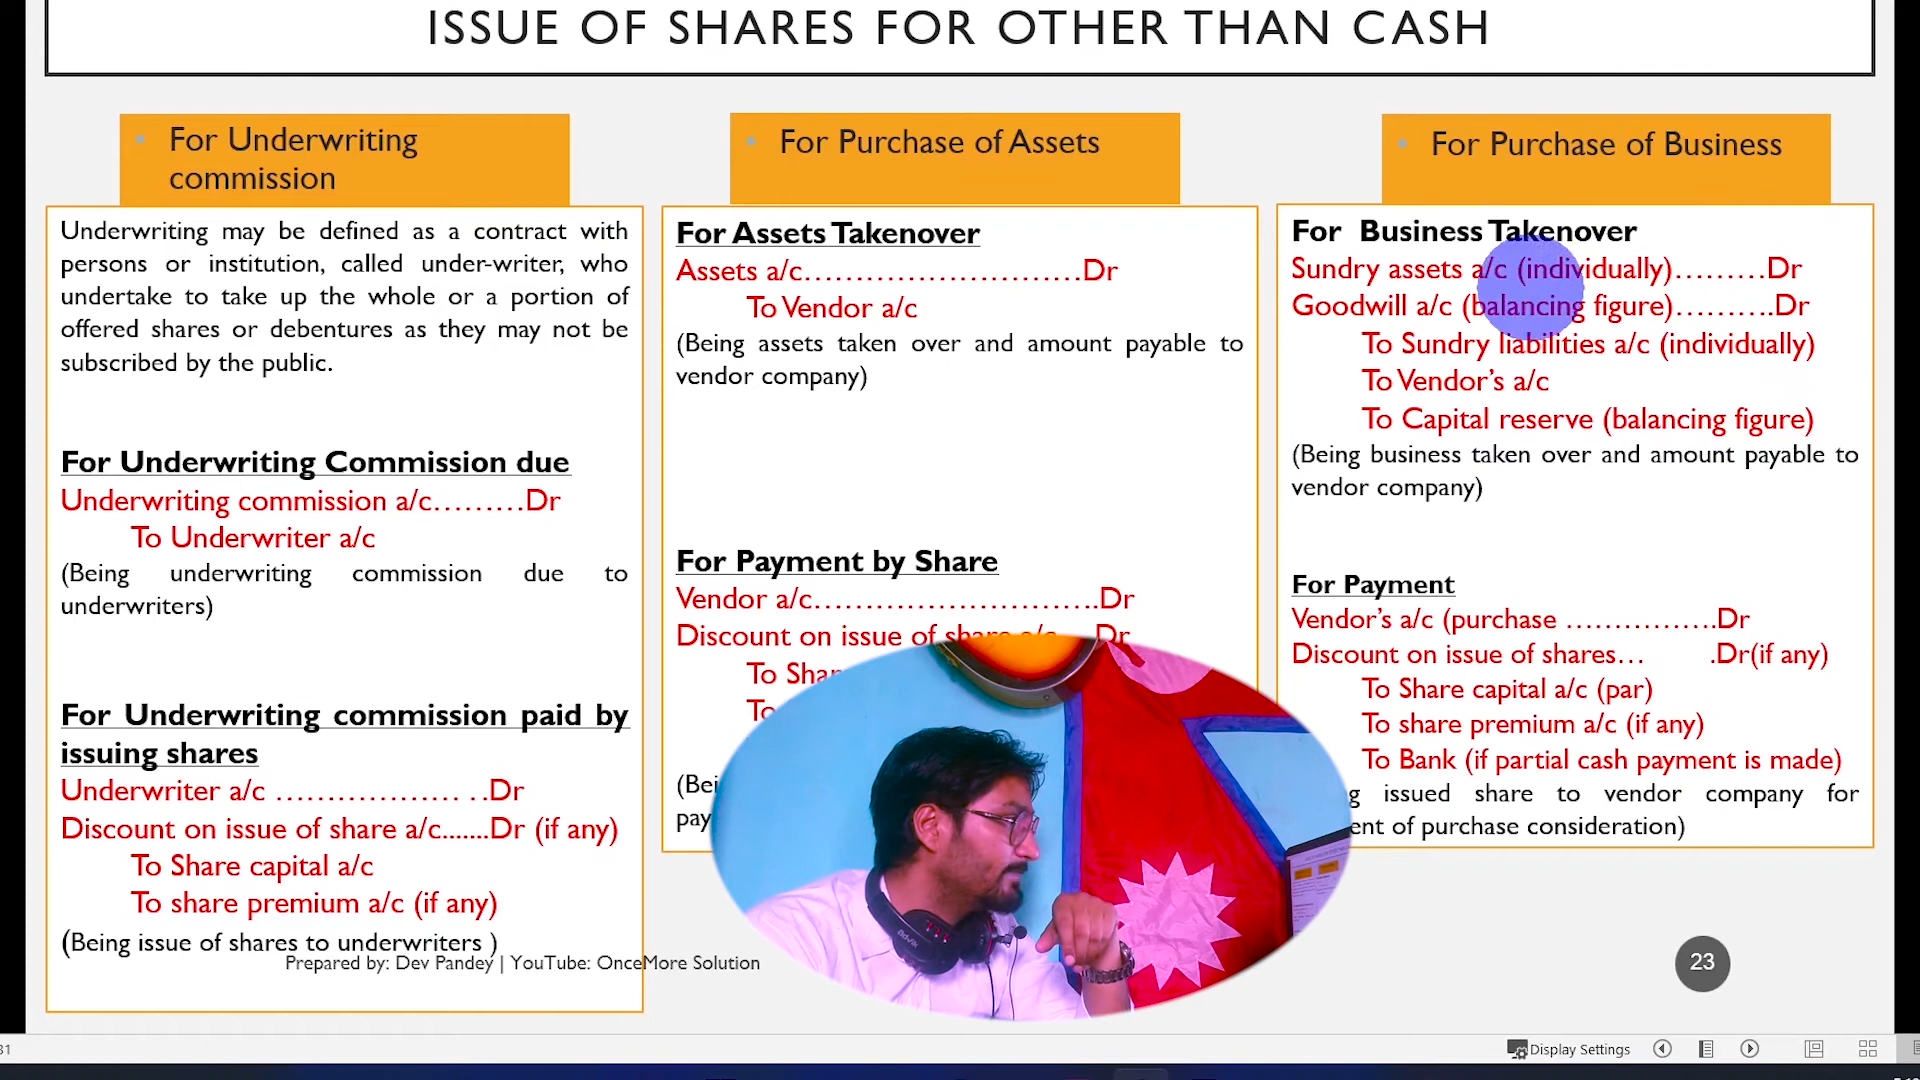 ISSUE OF SHARES FOR OTHER THAN CASH
For Underwriting
commission
Underwriting may be defined as a contract with
persons or institution, called under-writer, who
undertake to take up the whole or a portion of
offered shares or debentures as they may not be
subscribed by the public.
For Underwriting Commission due
Underwriting commission a/c………Dr
To Underwriter a/c
(Being underwriting commission due to
underwriters)
For Underwriting commission paid by
issuing shares
Underwriter a/c ……………… . .Dr
Discount on issue of share a/c.......Dr (if any)
To Share capital a/c
To share premium a/c (if any)
(Being issue of shares to underwriters )
For Purchase of Assets
For Assets Takenover
Assets a/c………………………Dr
To Vendor a/c
(Being assets taken over and amount payable to
vendor company)
For Payment by Share
Vendor a/c……………………….Dr
Discount on issue of share a/c Dr
To Shar
To
(Bei
pay
For Purchase of Business
For Business Takenover
Sundry assets a/c (individually)………Dr
Goodwill a/c (balancing figure)……….Dr
To Sundry liabilities a/c (individually)
To Vendor's a/c
To Capital reserve (balancing figure)
(Being business taken over and amount payable to
vendor company)
For Payment
Vendor's a/c (purchase …………….Dr
Discount on issue of shares… .Dr(if any)
To Share capital a/c (par)
To share premium a/c (if any)
To Bank (if partial cash payment is made)
g issued share to vendor company for
ent of purchase consideration)
Prepared by: Dev Pandey | YouTube: OnceMore Solution
23
31
Display Settings